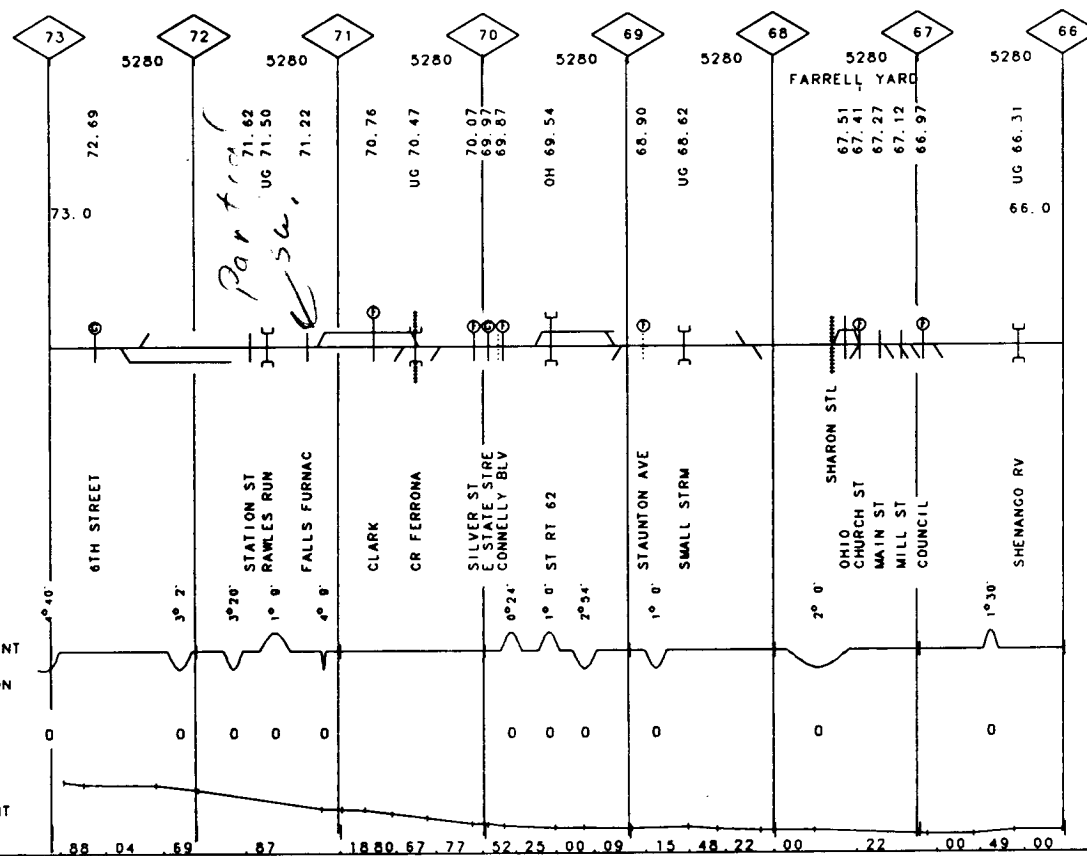 73 72 71 70 69 68 67 66
5280 5280 5280 5280 5280 5280 5280
FARRELL YARD
72.69
71.62
UG 71.50
71.22
70.76
UG 70.47
70.07
69.97
69.87
OH 69.54
68.90
UG 68.62
67.51
67.41
67.27
67.12
66.97
UG 66.31
73.0
66.0
G F F G F F F F
6TH STREET
STATION ST
RAWLES RUN
FALLS FURNAC
CLARK
CR FERRONA
SILVER ST
E STATE STRE
CONNELLY BLV
ST RT 62
STAUNTON AVE
SMALL STRM
SHARON STL
OHIO
CHURCH ST
MAIN ST
MILL ST
COUNCIL
SHENANGO RV
4° 40' 3° 2' 3° 20' 1° 9' 4° 9' 0° 24' 1° 0' 2° 54' 1° 0' 2° 0' 1° 30'
NT
ON
0 0 0 0 0 0 0 0 0 0 0
NT
.88 .04 .69 .87 .18 .80 .67 .77 .52 .25 .00 .09 .15 .48 .22 .00 .22 .00 .49 .00